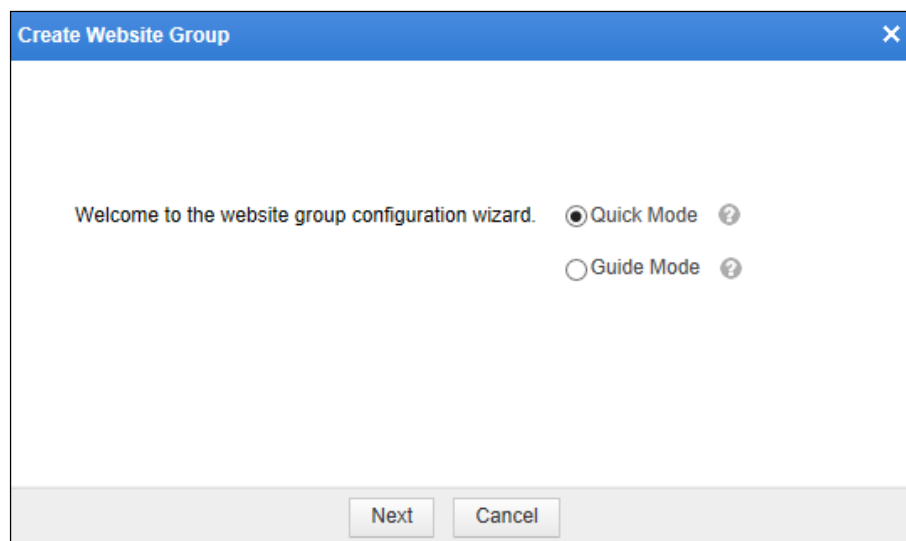 Create Website Group
Welcome to the website group configuration wizard.
Quick Mode
Guide Mode
Next
Cancel